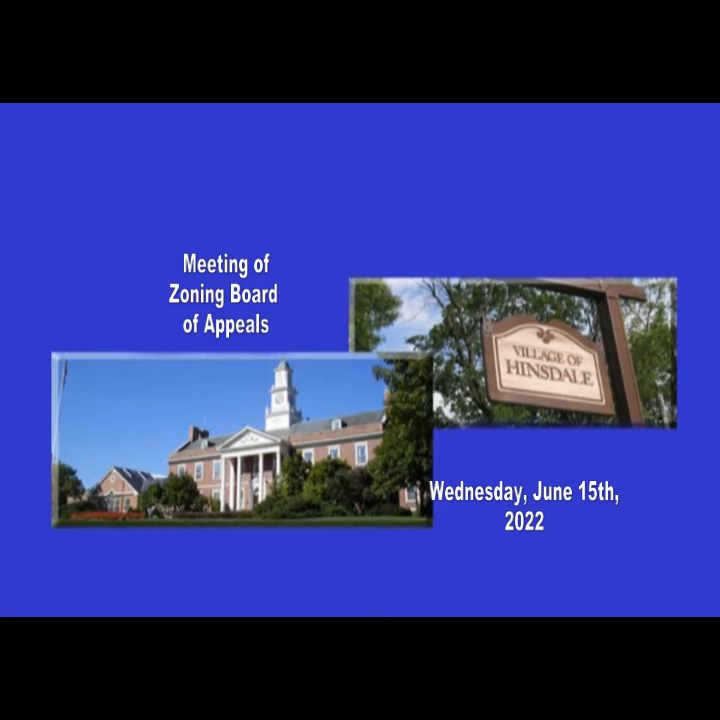 Meeting of
Zoning Board
of Appeals
VILLAGE OF
HINSDALE
Wednesday, June 15th,
2022